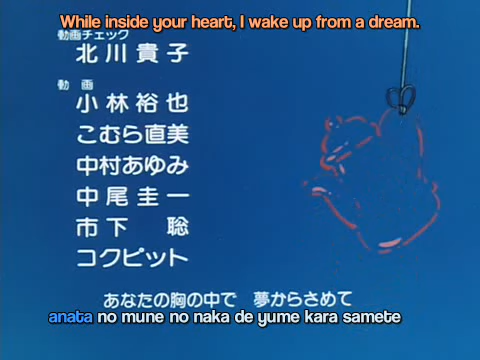 While inside your heart, I wake up from a dream.
動画チェック
北川貴子
動画
小林裕也
こむら直美
中村あゆみ
中尾圭一
市下 聡
コクピット
あなたの胸の中で 夢からさめて
anata no mune no naka de yume kara samete